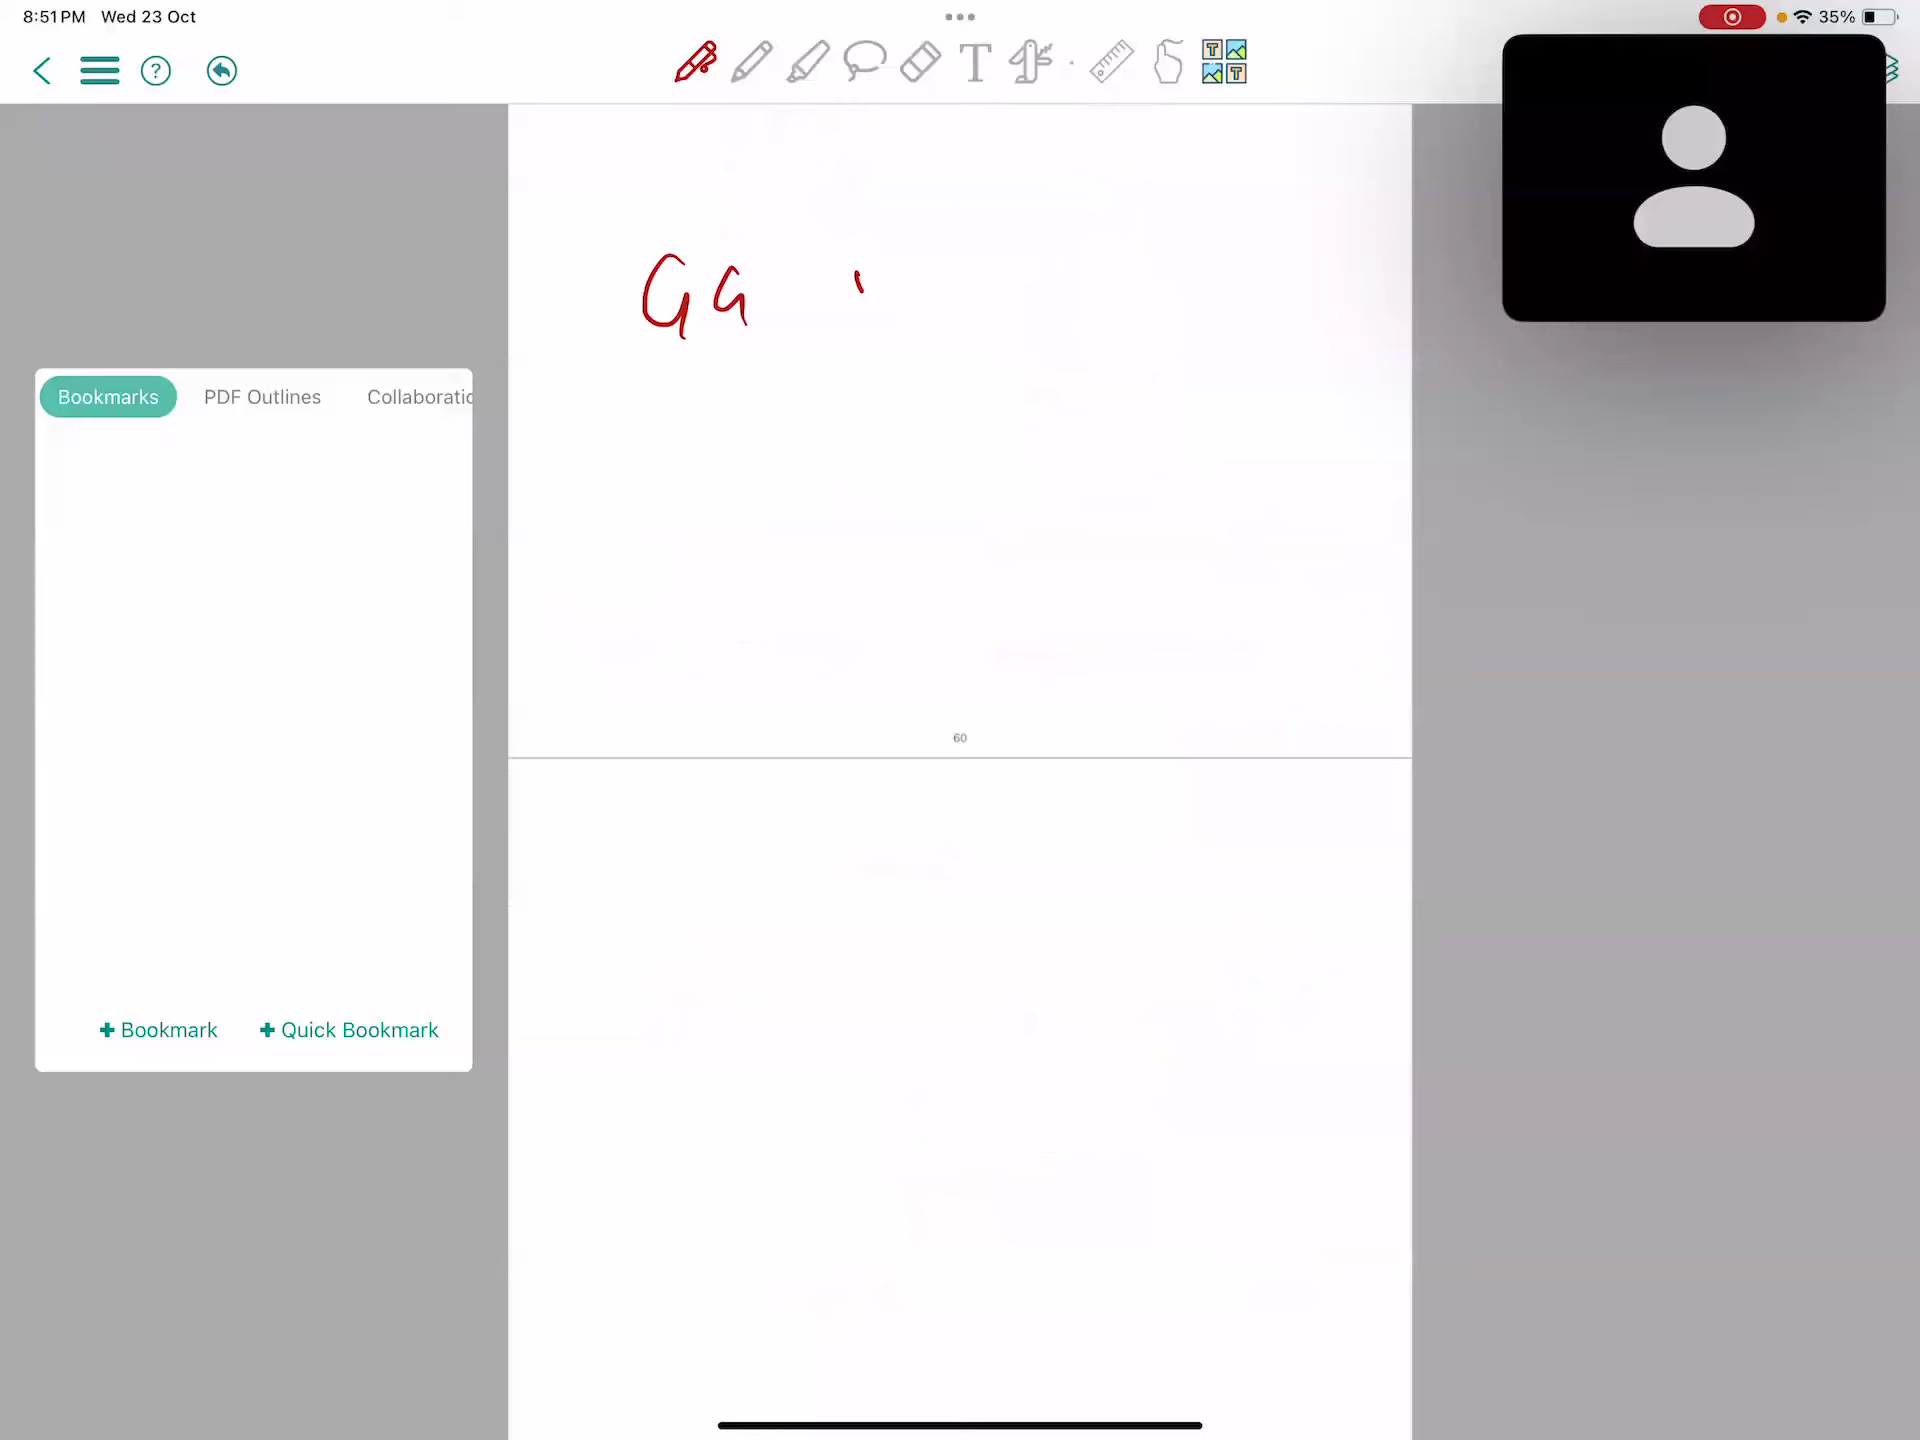 8:51 PM Wed 23 Oct
35%
Ga
Bookmarks PDF Outlines Collaboratio
60
+ Bookmark + Quick Bookmark